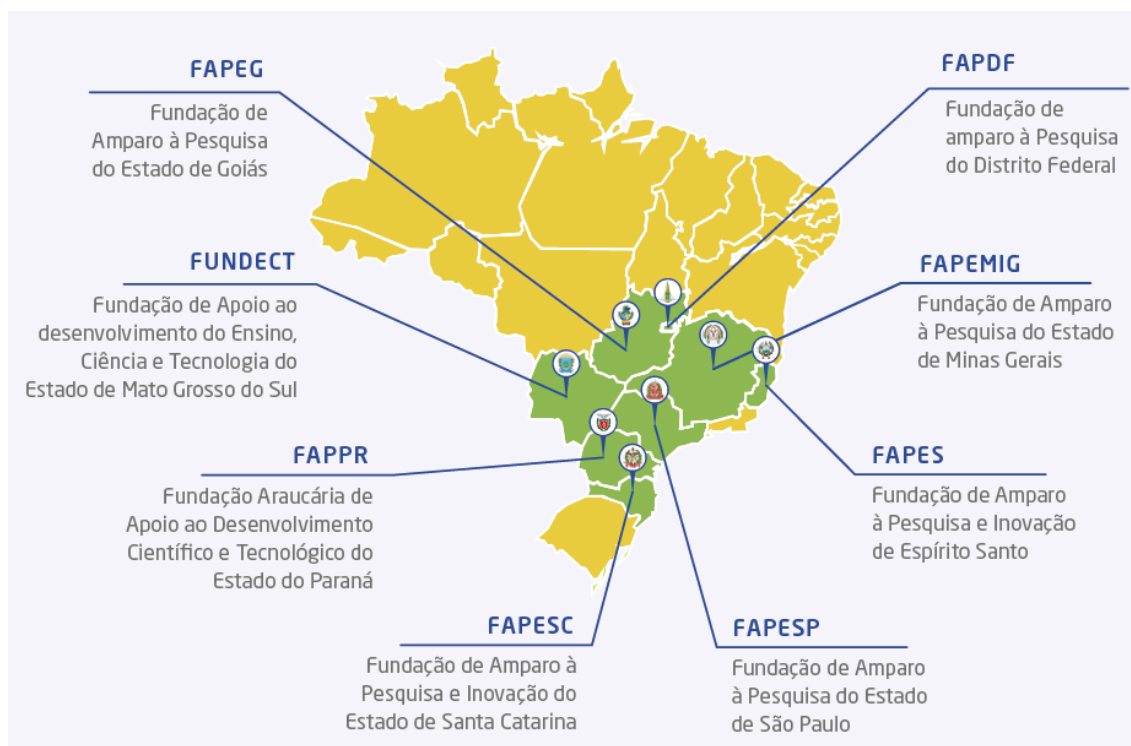 FAPEG
Fundação de
Amparo à Pesquisa
do Estado de Goiás
FAPDF
Fundação de
amparo à Pesquisa
do Distrito Federal
FUNDECT
Fundação de Apoio ao
desenvolvimento do Ensino,
Ciência e Tecnologia do
Estado de Mato Grosso do Sul
FAPEMIG
Fundação de Amparo
à Pesquisa do Estado
de Minas Gerais
FAPPR
Fundação Araucária de
Apoio ao Desenvolvimento
Científico e Tecnológico do
Estado do Paraná
FAPES
Fundação de Amparo
à Pesquisa e Inovação
de Espírito Santo
FAPESC
Fundação de Amparo à
Pesquisa e Inovação do
Estado de Santa Catarina
FAPESP
Fundação de Amparo
à Pesquisa do Estado
de São Paulo